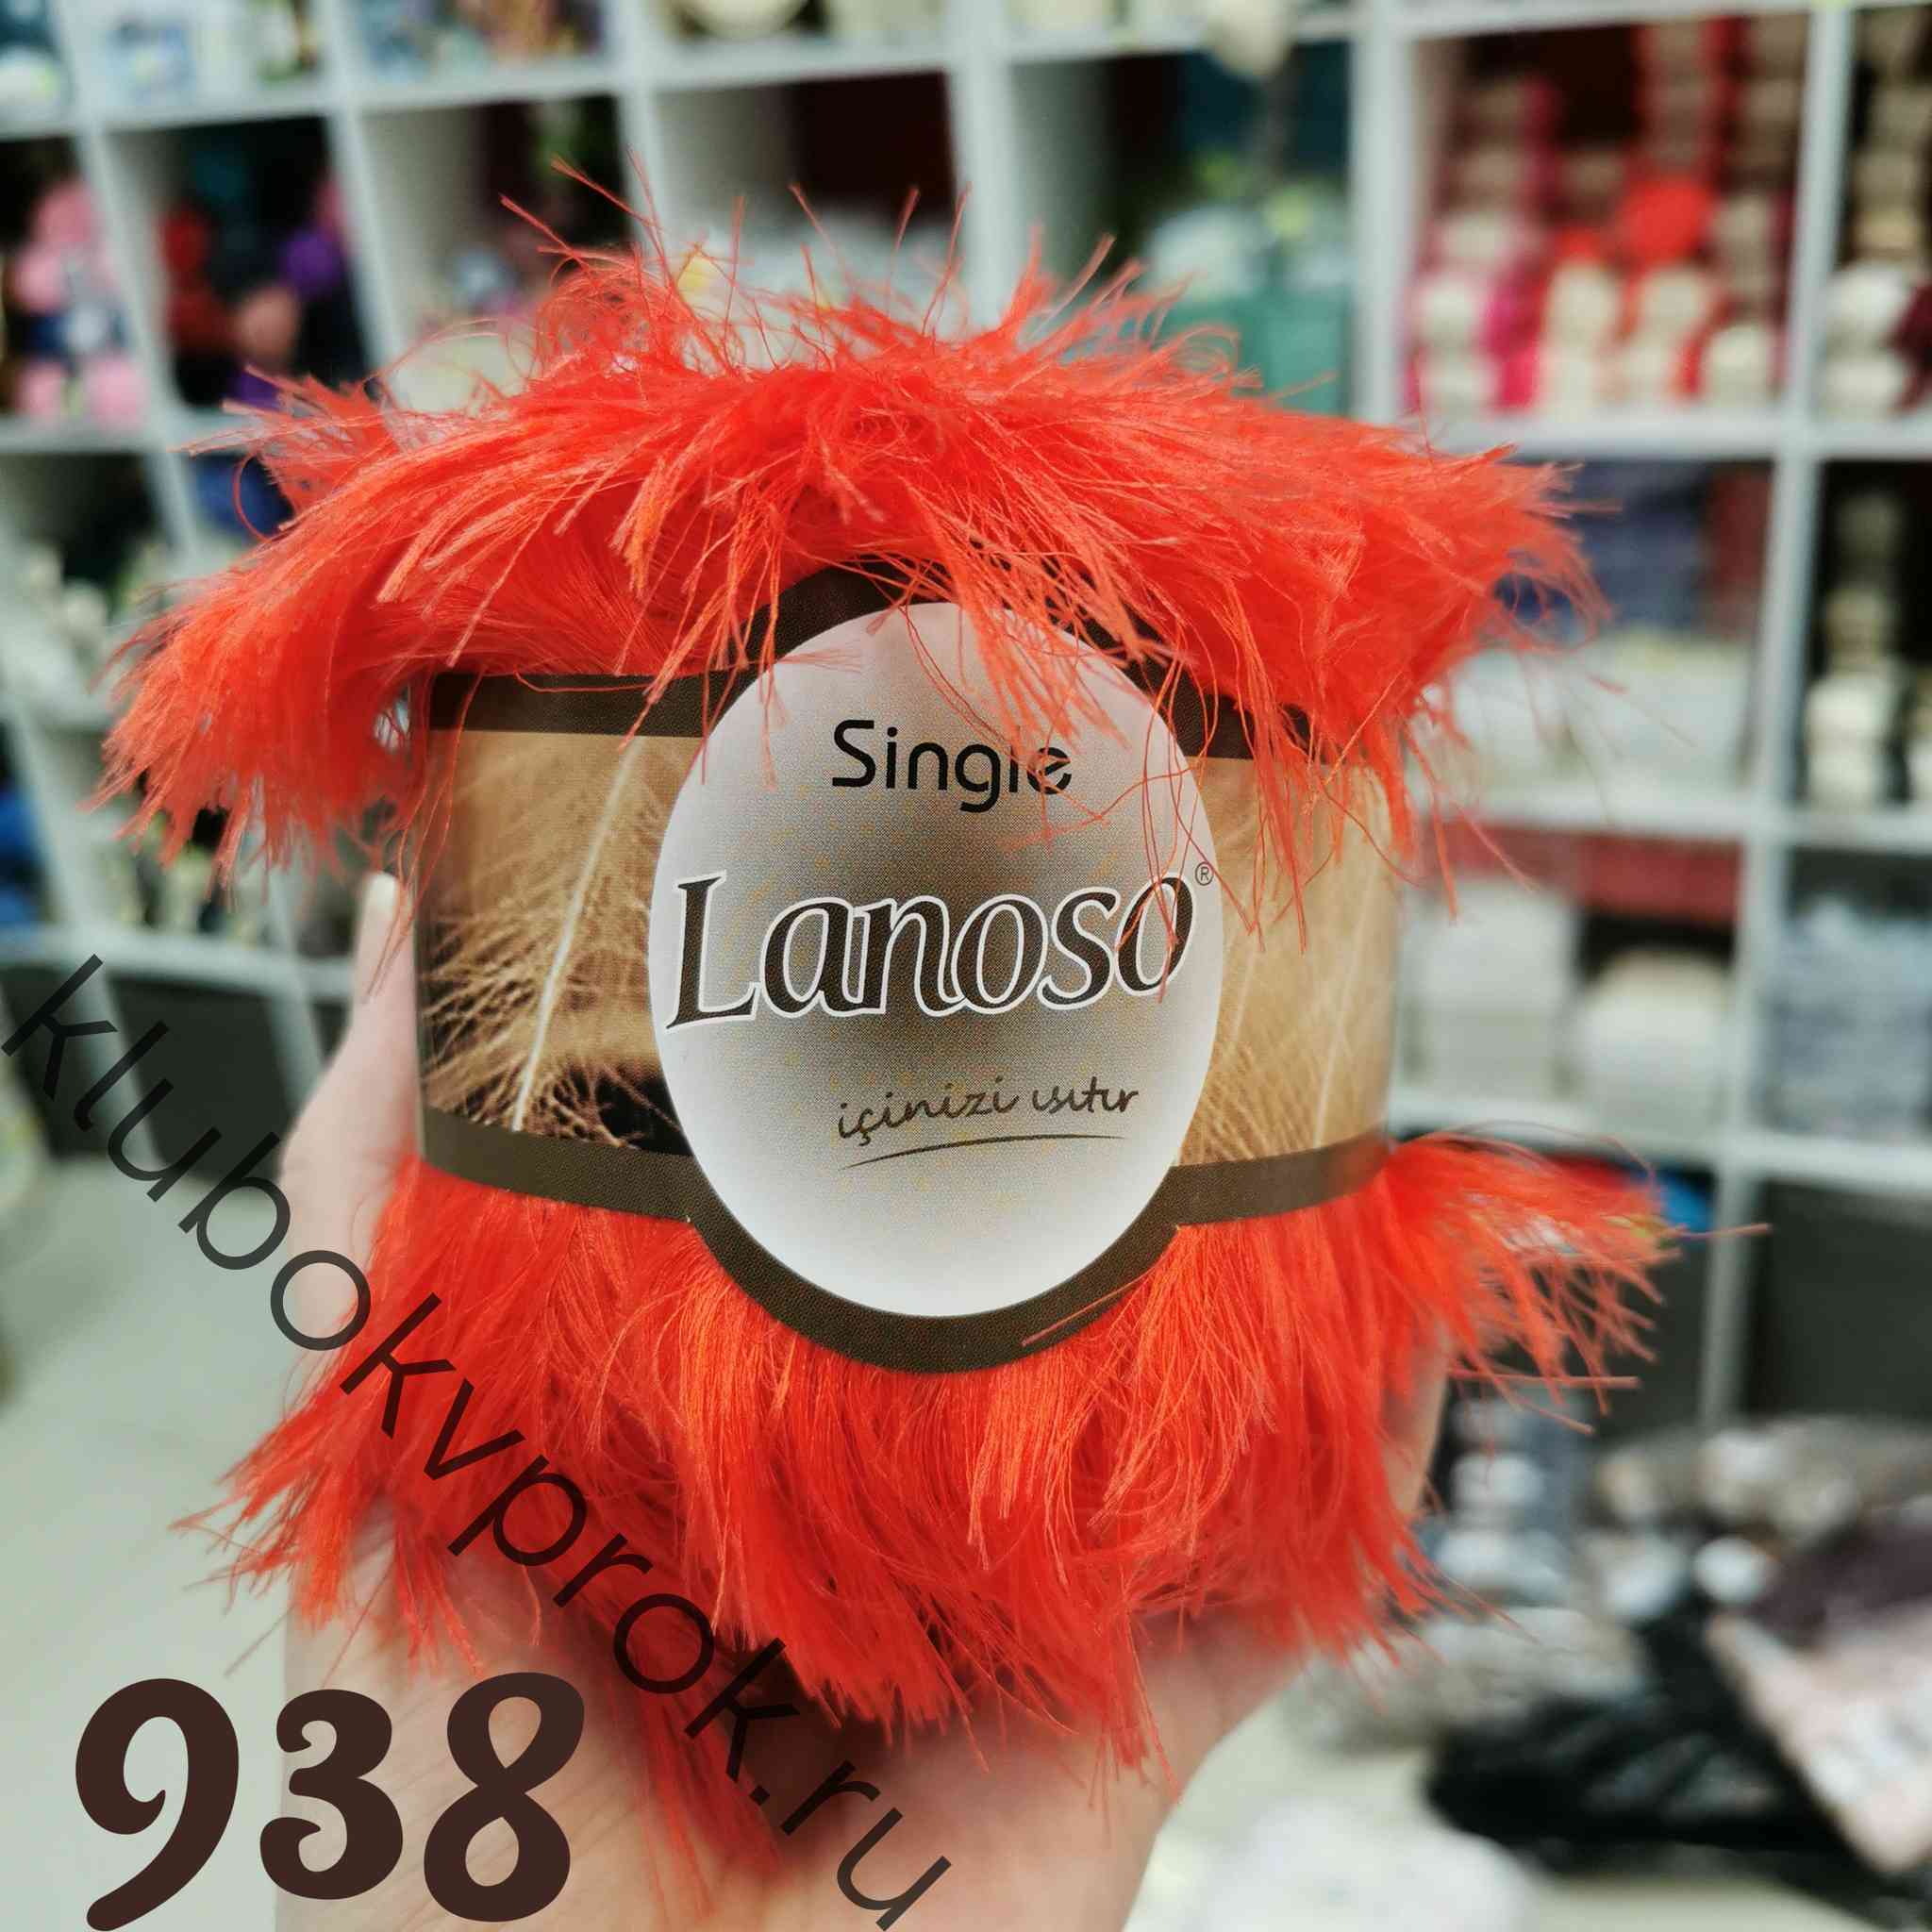 Single
Lanoso®
içinizi ısıtır
klubokvprok.ru
938